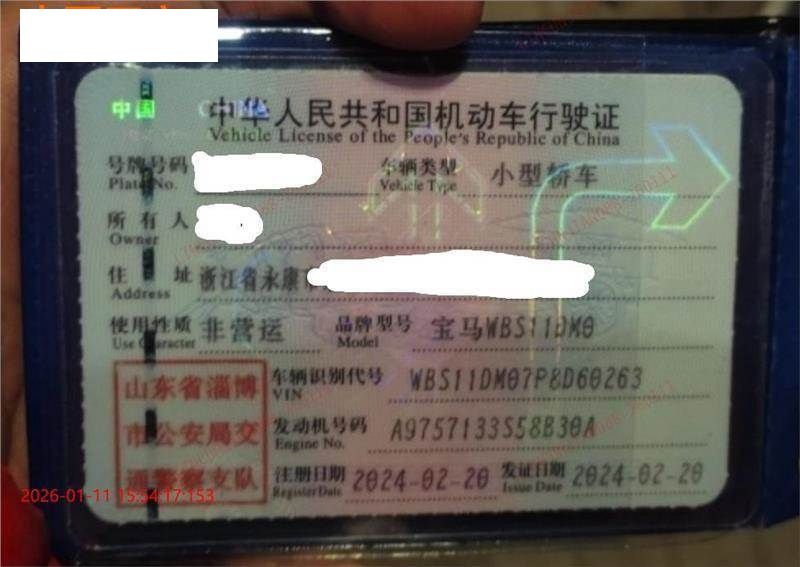 中国 CHINA
中华人民共和国机动车行驶证
Vehicle License of the People's Republic of China
号牌号码 车辆类型 小型轿车
Plate No. Vehicle Type
所有人
Owner
住址 浙江省永康市
Address
使用性质 非营运 品牌型号 宝马WBS11DM0
Use Character Model
山东省淄博 车辆识别代号 WBS11DM07P8D60263
VIN
市公安局交 发动机号码 A9757133S58B30A
Engine No.
通警察支队 注册日期 2024-02-20 发证日期 2024-02-20
Register Date Issue Date
2026-01-11 15:54:17:153